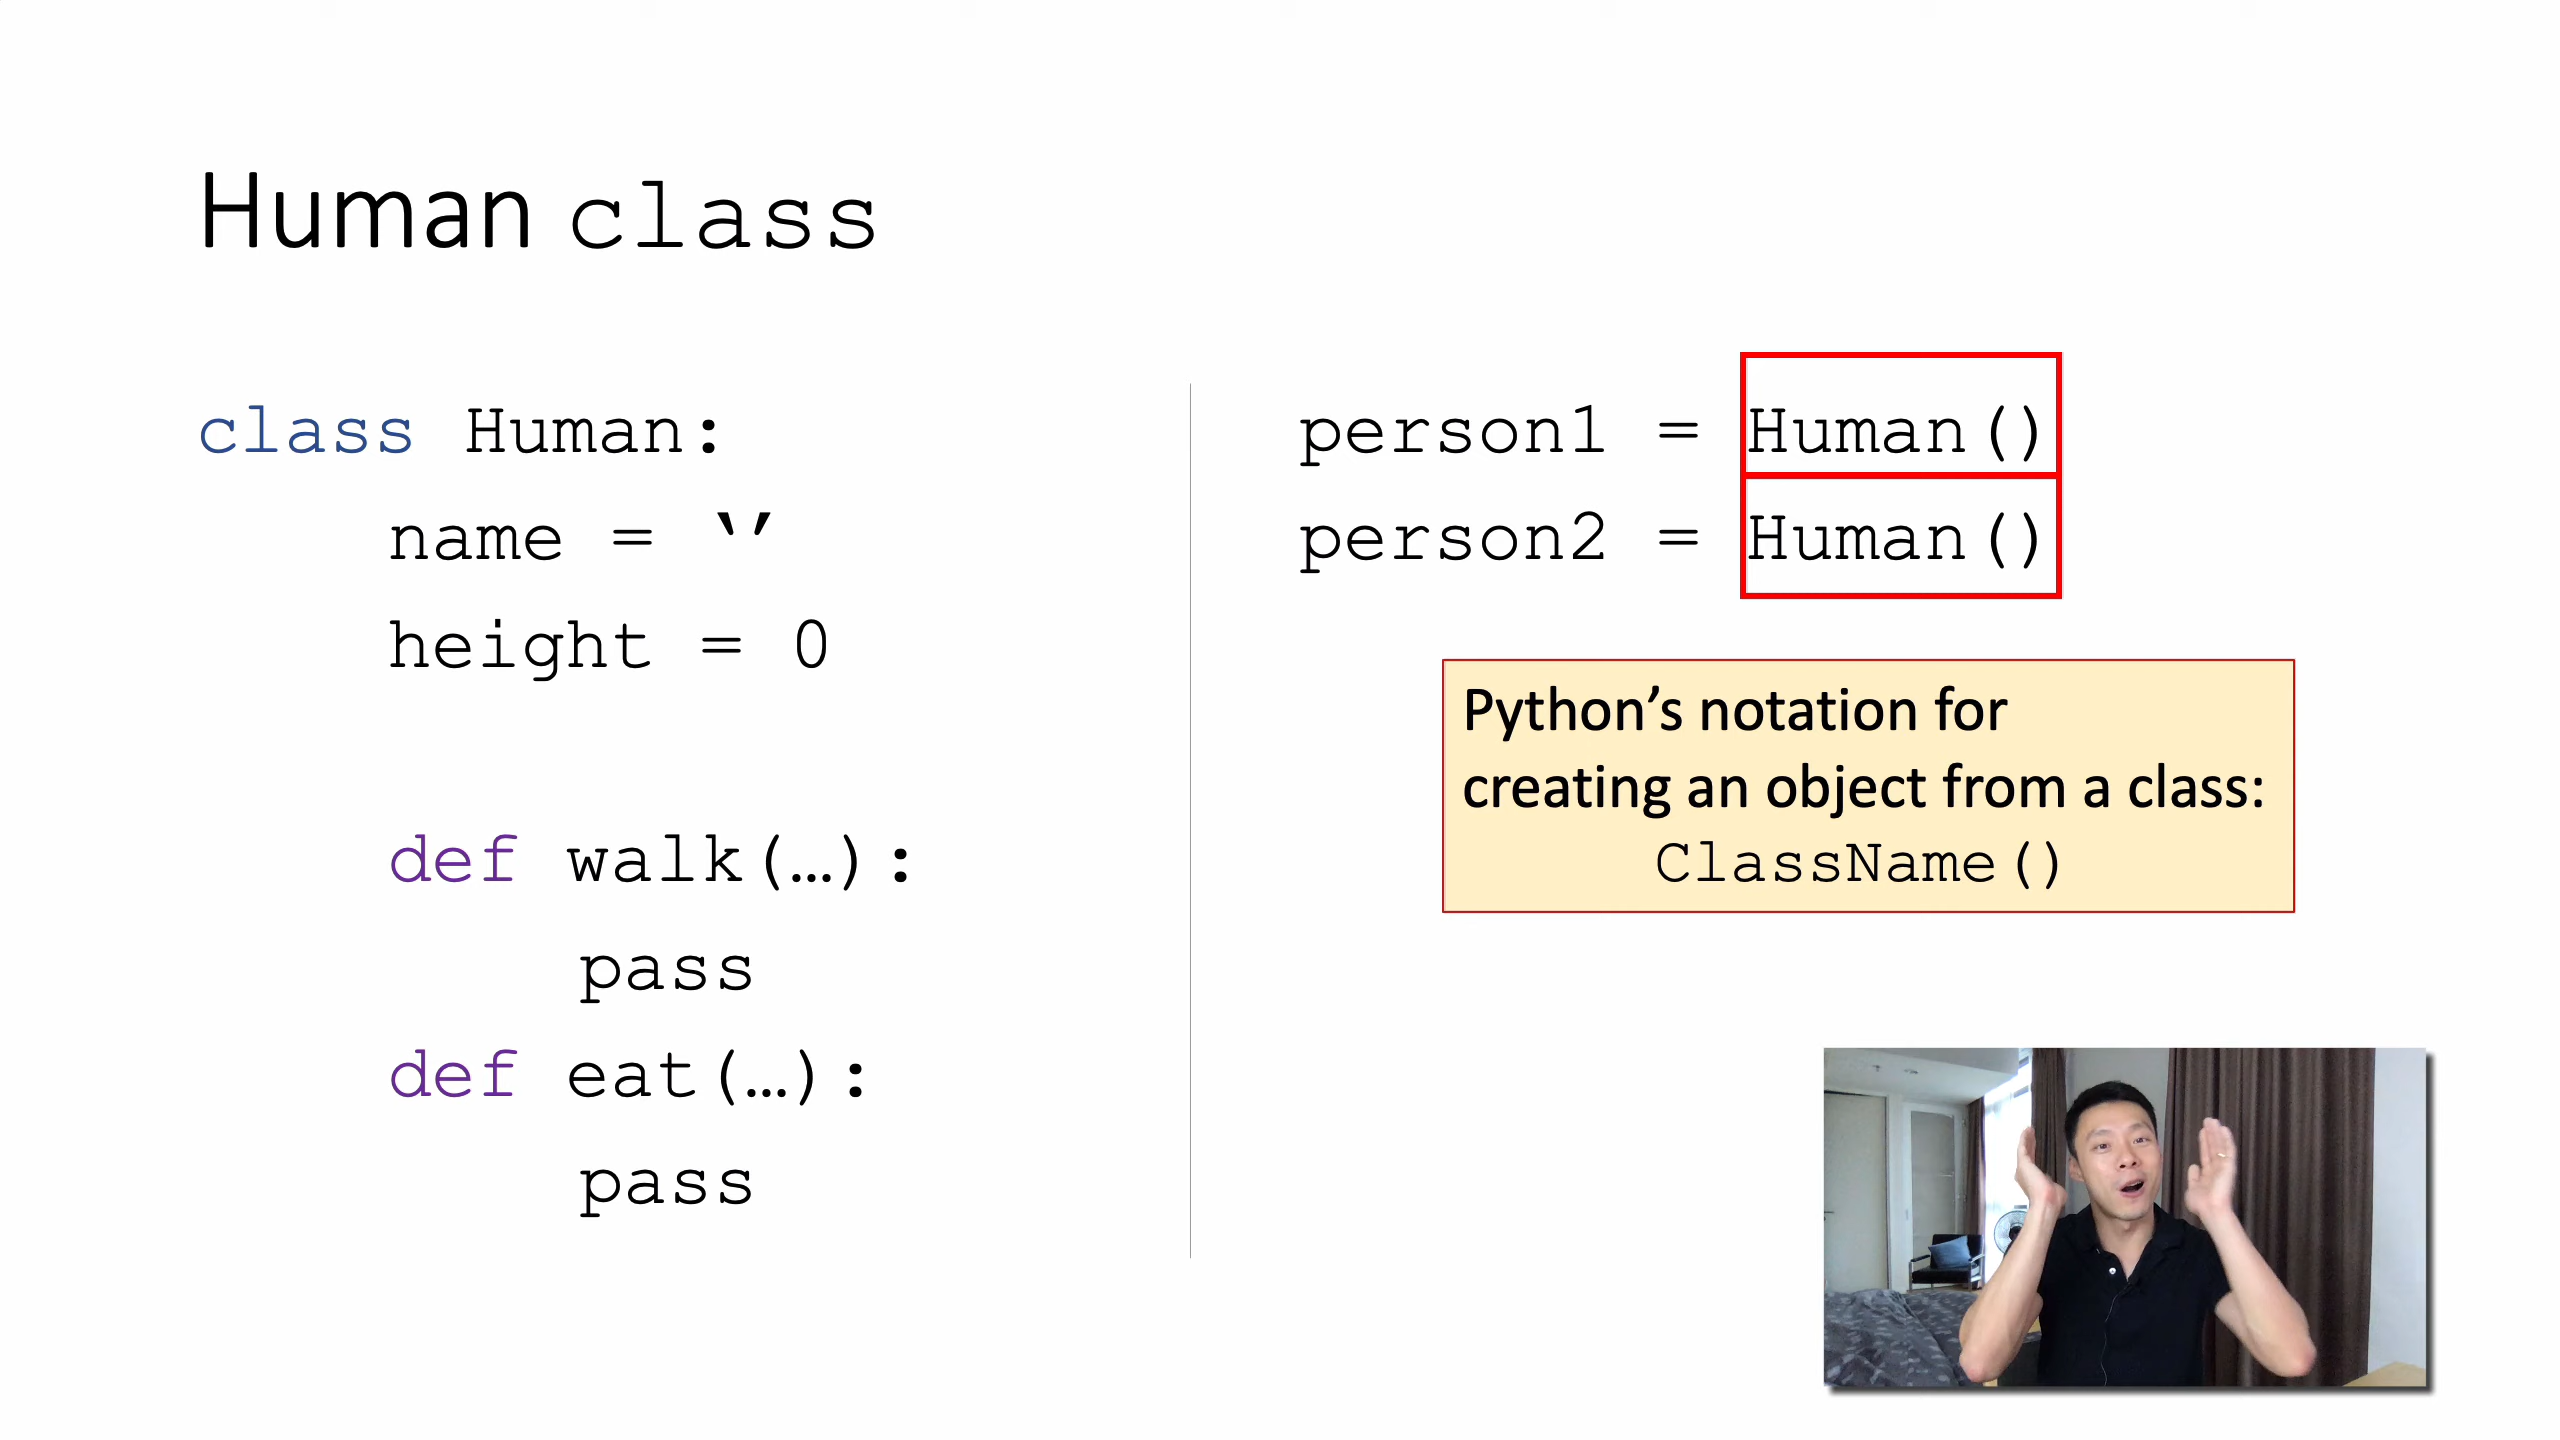 Human class
class Human:
name = ‘’
height = 0
def walk(…):
pass
def eat(…):
pass
person1 = Human()
person2 = Human()
Python’s notation for
creating an object from a class:
ClassName()